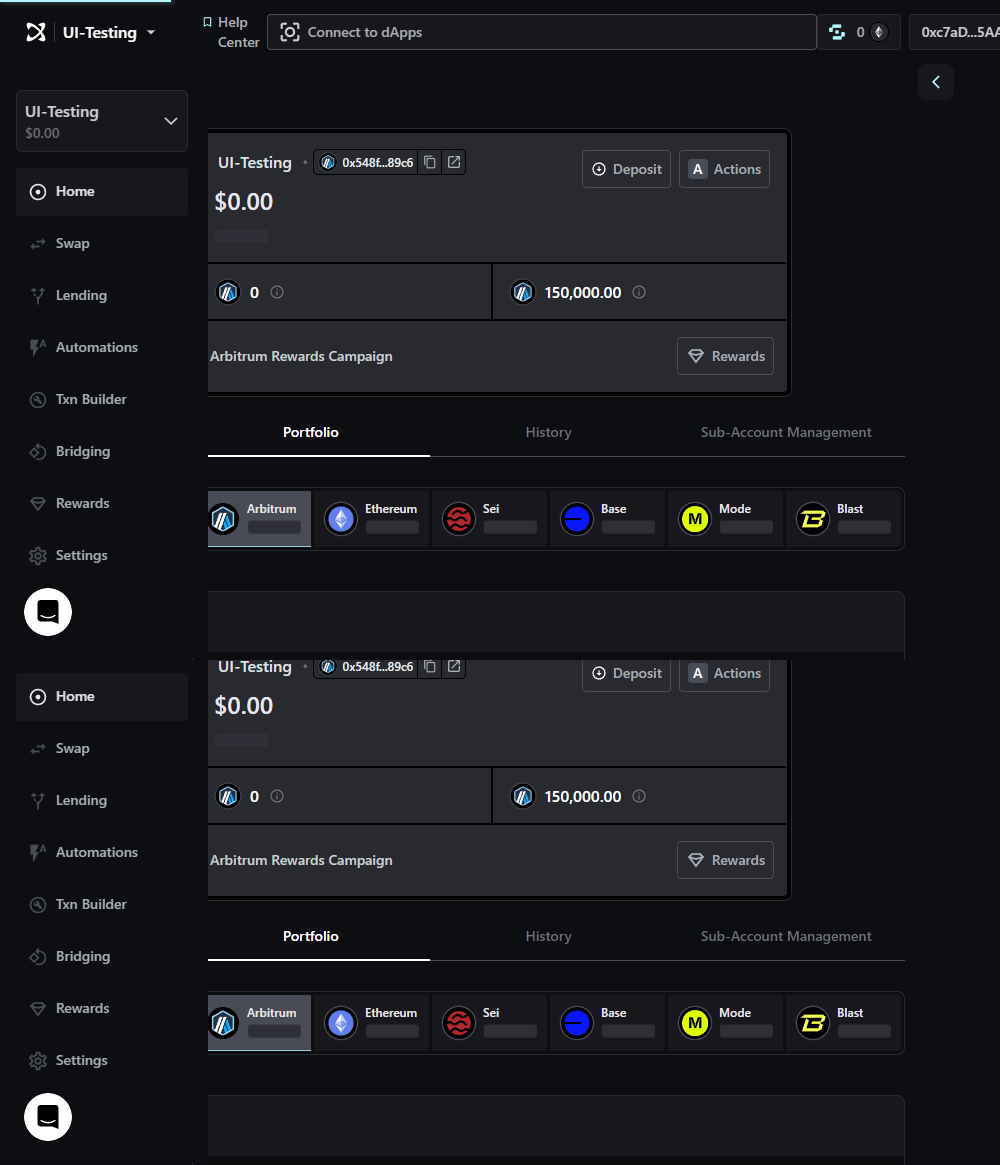 UI-Testing
Help
Center
Connect to dApps
0
0xc7aD...5AA
UI-Testing
$0.00
Home
Swap
Lending
Automations
Txn Builder
Bridging
Rewards
Settings
UI-Testing
0x548f...89c6
Deposit
A Actions
$0.00
0
150,000.00
Arbitrum Rewards Campaign
Rewards
Portfolio
History
Sub-Account Management
Arbitrum
Ethereum
Sei
Base
M Mode
Blast
UI-Testing
0x548f...89c6
Deposit
A Actions
$0.00
0
150,000.00
Arbitrum Rewards Campaign
Rewards
Portfolio
History
Sub-Account Management
Arbitrum
Ethereum
Sei
Base
M Mode
Blast
Home
Swap
Lending
Automations
Txn Builder
Bridging
Rewards
Settings